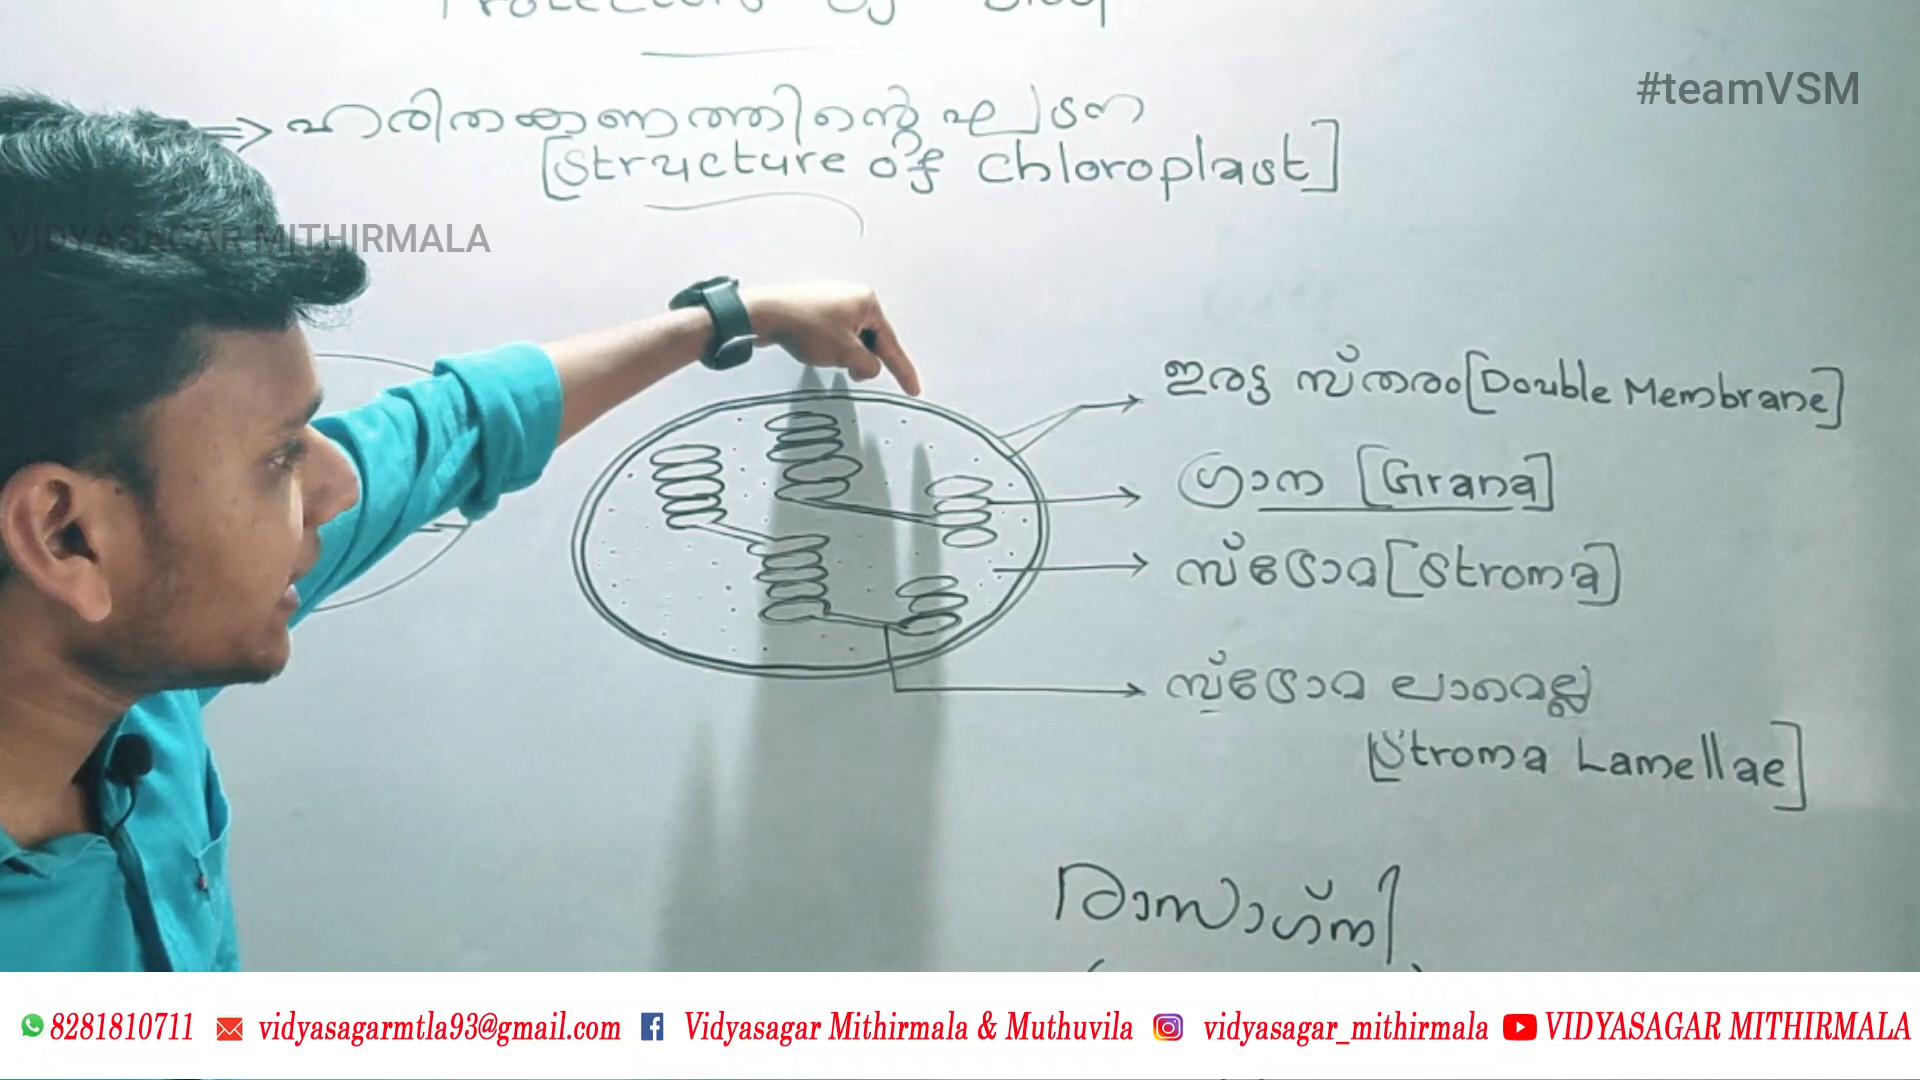 #teamVSM
⇒ ഹരിതകണത്തിന്റെ ഘടന
[Structure of Chloroplast]
VIDYASAGAR MITHIRMALA
ഇരട്ട സ്തരം [Double Membrane]
ഗ്രാന [Grana]
സ്ട്രോമ [Stroma]
സ്ട്രോമ ലാമെല്ല
[Stroma Lamellae]
രാസാഗ്നി
8281810711 vidyasagarmtla93@gmail.com Vidyasagar Mithirmala & Muthuvila vidyasagar_mithirmala VIDYASAGAR MITHIRMALA